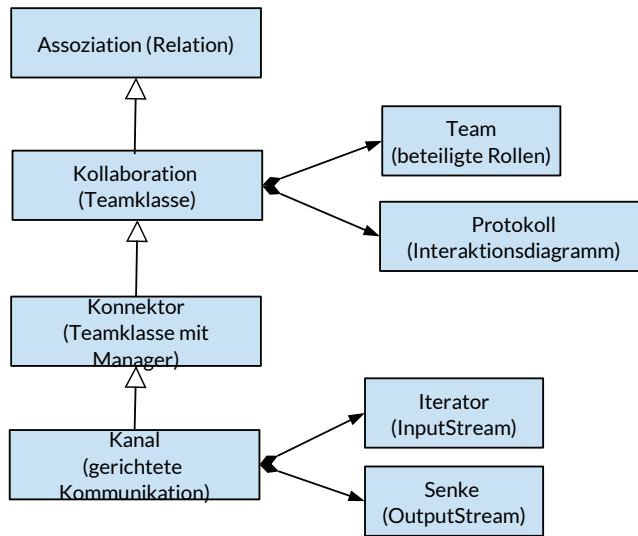 Assoziation (Relation)
Team
(beteiligte Rollen)
Kollaboration
(Teamklasse)
Protokoll
(Interaktionsdiagramm)
Konnektor
(Teamklasse mit
Manager)
Iterator
(InputStream)
Kanal
(gerichtete
Kommunikation)
Senke
(OutputStream)